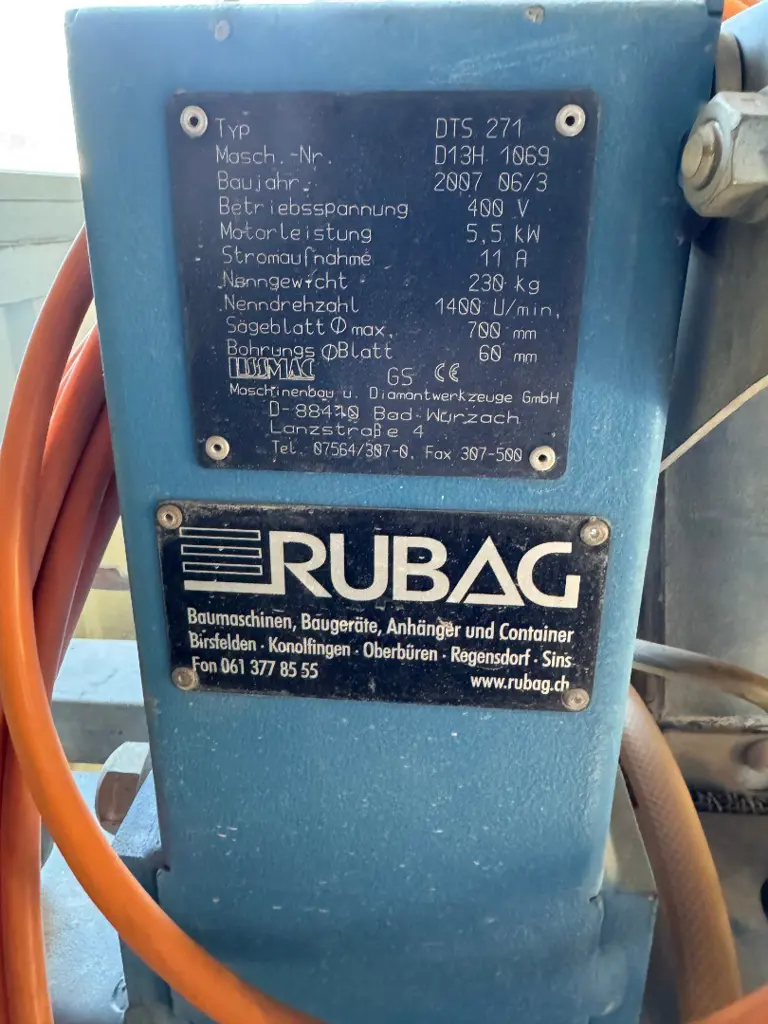 Typ DTS 271
Masch.-Nr. D13H 1069
Baujahr. 2007 06/3
Betriebsspannung 400 V
Motorleistung 5,5 kW
Stromaufnahme 11 A
Nenngewicht 230 kg
Nenndrehzahl 1400 U/min.
Sägeblatt Φ max. 700 mm
Bohrungs ΦBlatt 60 mm
LISSMAC GS CE
Maschinenbau u. Diamantwerkzeuge GmbH
D-88410 Bad Wurzach
Lanzstraße 4
Tel. 07564/307-0, Fax 307-500
RUBAG
Baumaschinen, Baugeräte, Anhänger und Container
Birsfelden · Konolfingen · Oberbüren · Regensdorf · Sins
Fon 061 377 85 55 www.rubag.ch